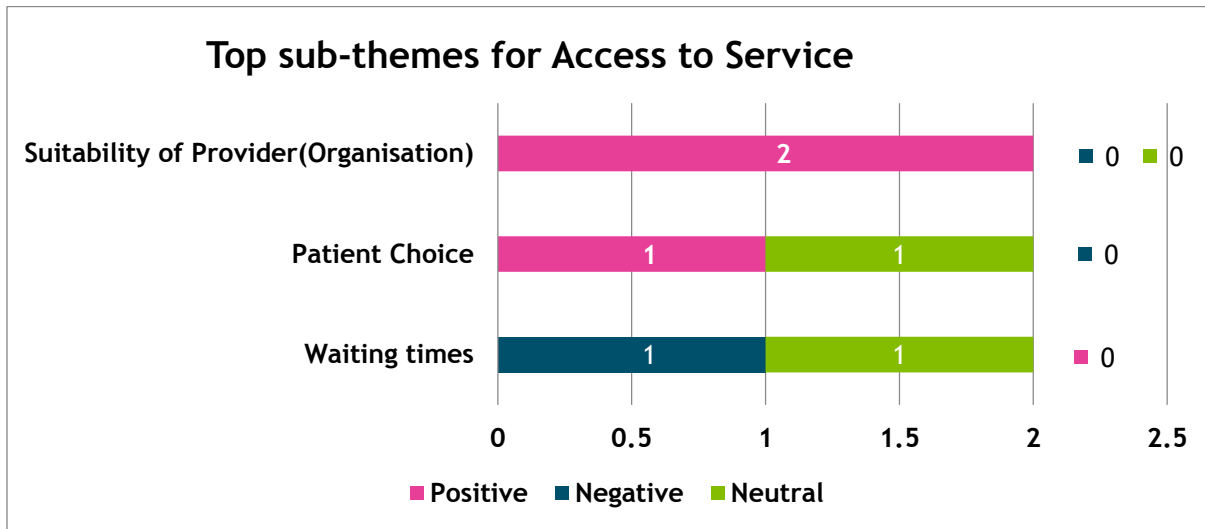 Top sub-themes for Access to Service
Suitability of Provider(Organisation)
2
0 0
Patient Choice
1 1
0
Waiting times
1 1
0
0 0.5 1 1.5 2 2.5
Positive Negative Neutral